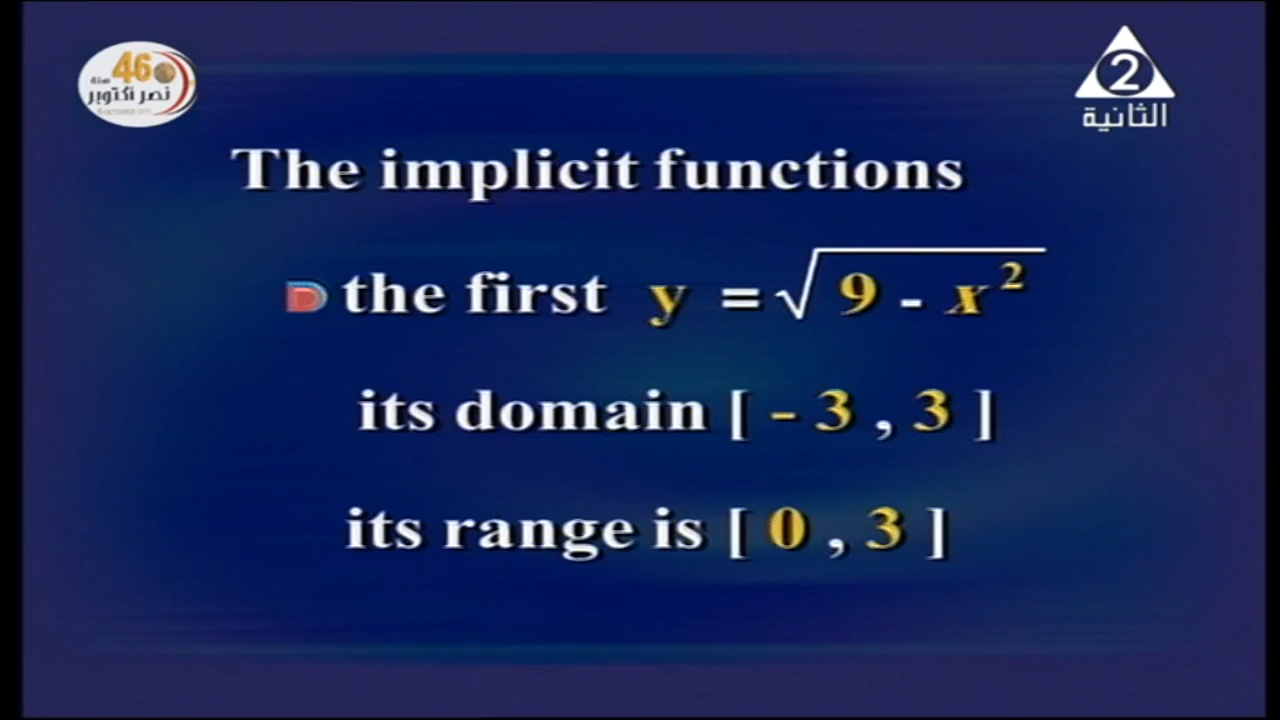 46
سنة
نصر أكتوبر
2
الثانية
The implicit functions
the first y = √9 - x²
its domain [ - 3 , 3 ]
its range is [ 0 , 3 ]